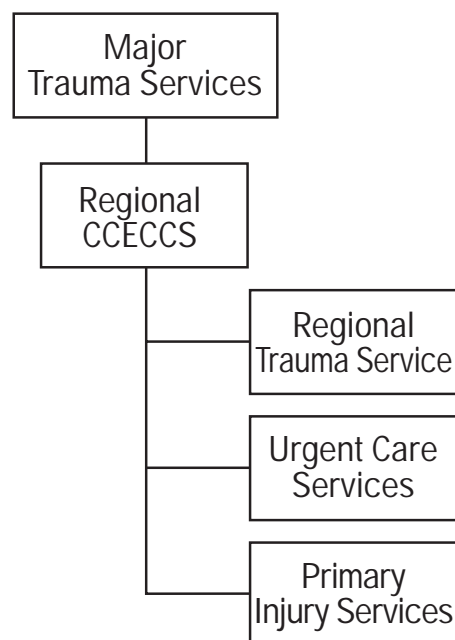 Major
Trauma Services
Regional
CCECCS
Regional
Trauma Service
Urgent Care
Services
Primary
Injury Services